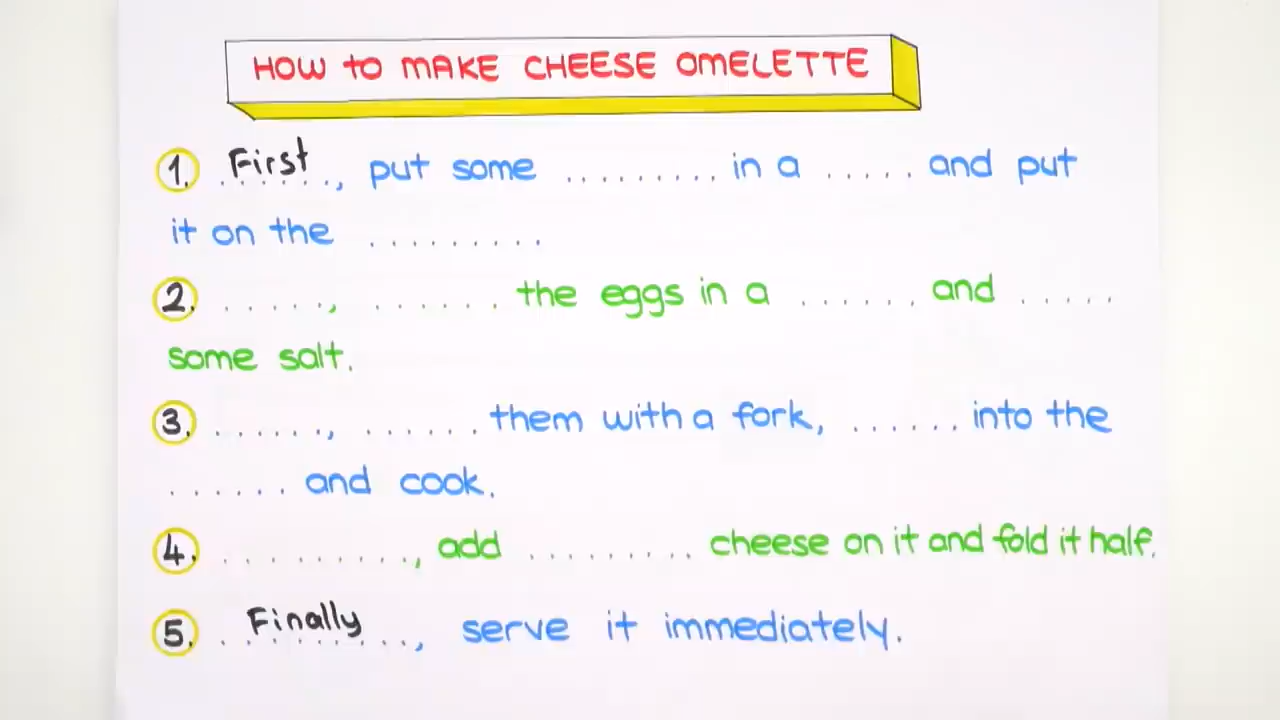 HOW to MAKE CHEESE OMELETTE
1. First........, put some ......... in a ..... and put
it on the .........
2. ....., ...... the eggs in a ...... and .....
some salt.
3. ......, ...... them with a fork, ...... into the
...... and cook.
4. .........., add ......... cheese on it and fold it half.
5. Finally.........., serve it immediately.